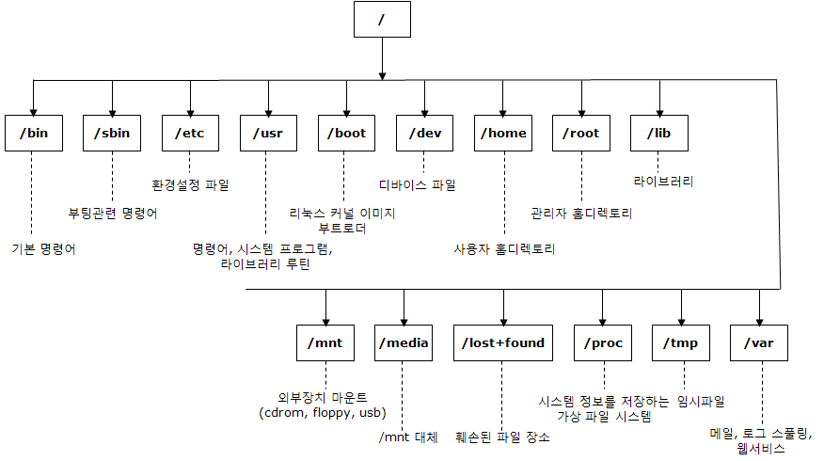 /
/bin
/sbin
/etc
/usr
/boot
/dev
/home
/root
/lib
환경설정 파일
디바이스 파일
라이브러리
부팅관련 명령어
리눅스 커널 이미지
부트로더
관리자 홈디렉토리
기본 명령어
명령어, 시스템 프로그램,
라이브러리 루틴
사용자 홈디렉토리
/mnt
/media
/lost+found
/proc
/tmp
/var
외부장치 마운트
(cdrom, floppy, usb)
시스템 정보를 저장하는
가상 파일 시스템
임시파일
/mnt 대체
훼손된 파일 장소
메일, 로그 스풀링,
웹서비스